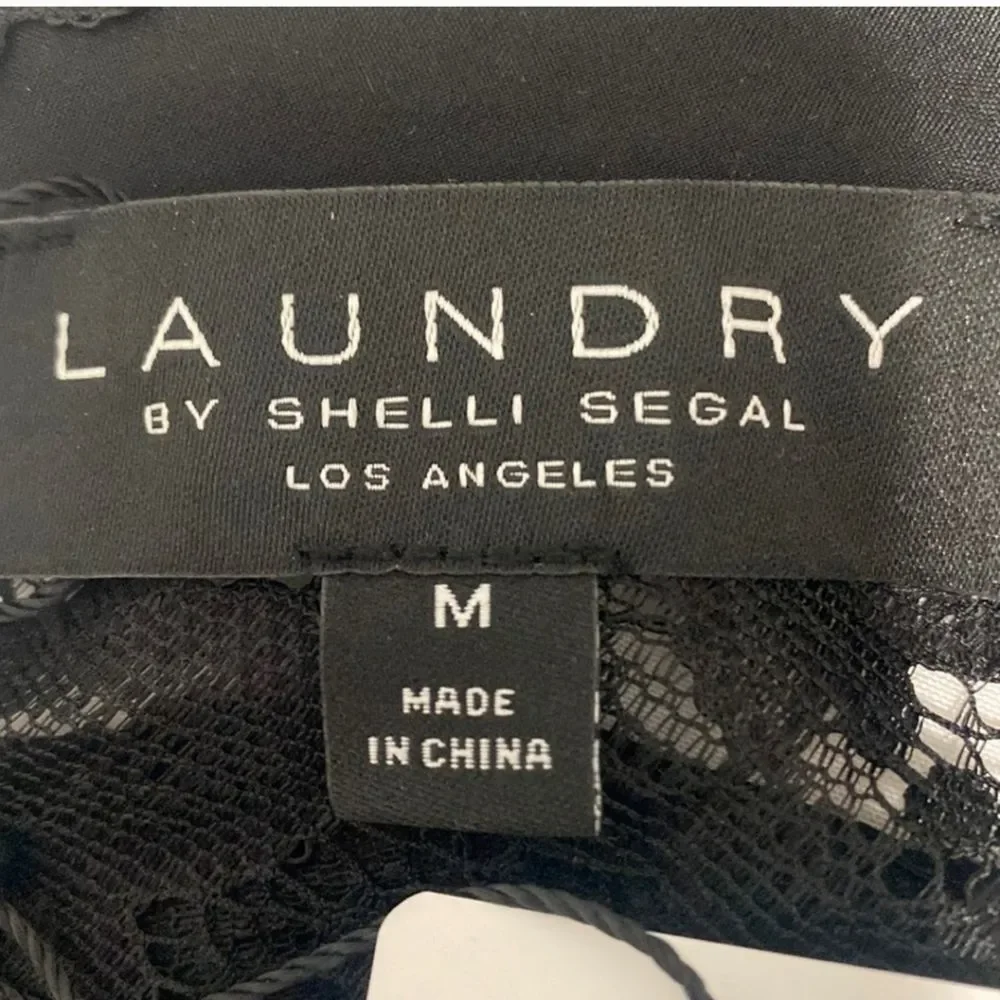 LAUNDRY
BY SHELLI SEGAL
LOS ANGELES
M
MADE
IN CHINA